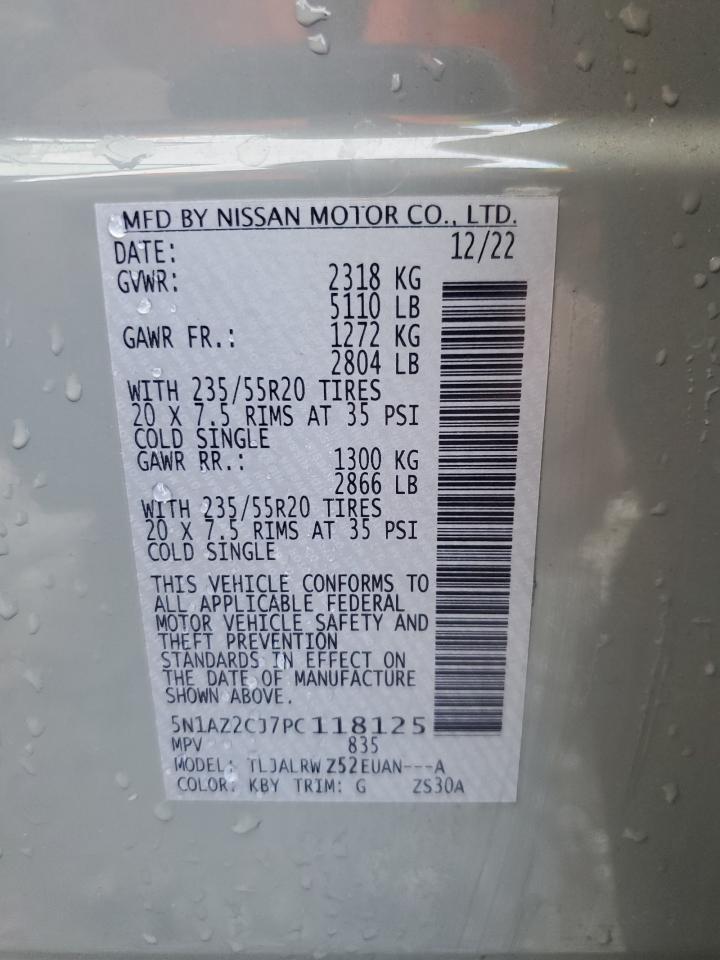 MFD BY NISSAN MOTOR CO., LTD.
DATE: 12/22
GVWR: 2318 KG
5110 LB
GAWR FR.: 1272 KG
2804 LB
WITH 235/55R20 TIRES
20 X 7.5 RIMS AT 35 PSI
COLD SINGLE
GAWR RR.: 1300 KG
2866 LB
WITH 235/55R20 TIRES
20 X 7.5 RIMS AT 35 PSI
COLD SINGLE
THIS VEHICLE CONFORMS TO
ALL APPLICABLE FEDERAL
MOTOR VEHICLE SAFETY AND
THEFT PREVENTION
STANDARDS IN EFFECT ON
THE DATE OF MANUFACTURE
SHOWN ABOVE.
5N1AZ2CJ7PC118125
MPV 835
MODEL: TLJALRWZ52EUAN---A
COLOR: KBY TRIM: G ZS30A